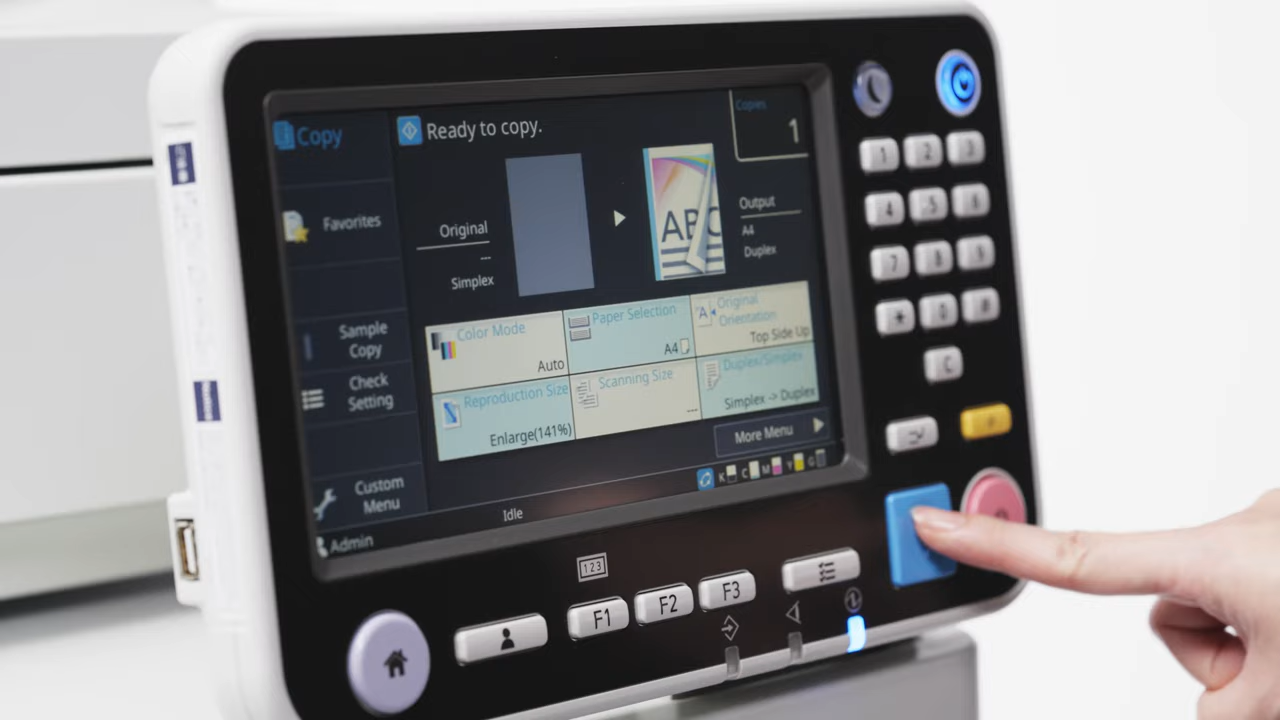 Copy
Ready to copy.
Copies
1
Favorites
Original
---
Simplex
ABC
Output
A4
Duplex
Sample
Copy
Check
Setting
Custom
Menu
Color Mode
Auto
Paper Selection
A4
Original
Orientation
Top Side Up
Reproduction Size
Enlarge(141%)
Scanning Size
---
Duplex/Simplex
Simplex -> Duplex
More Menu
K C M Y G
Idle
Admin
1 2 3
4 5 6
7 8 9
* 0 #
C
123
F1 F2 F3